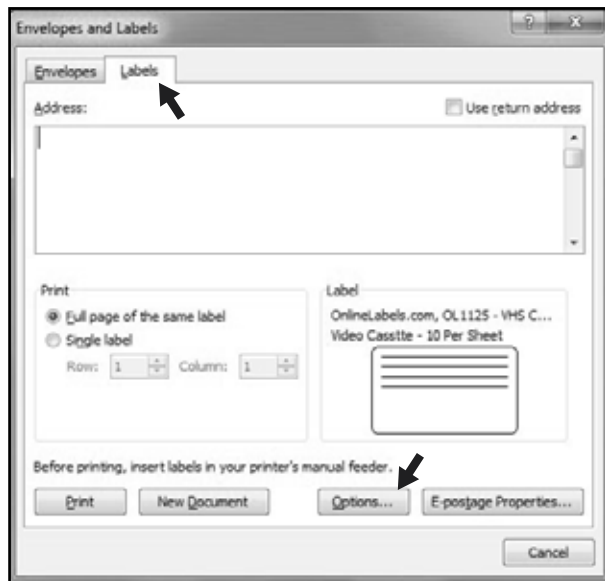 Envelopes and Labels
Envelopes Labels
Address: Use return address
Print
Full page of the same label
Single label
Row: 1 Column: 1
Label
OnlineLabels.com, OL1125 - VHS C...
Video Casstte - 10 Per Sheet
Before printing, insert labels in your printer's manual feeder.
Print New Document Options... E-postage Properties...
Cancel